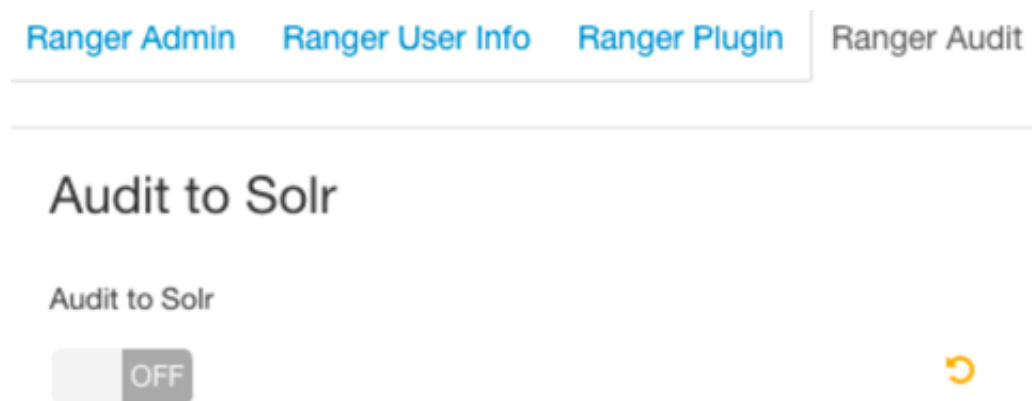 Ranger Admin Ranger User Info Ranger Plugin Ranger Audit
Audit to Solr
Audit to Solr
OFF